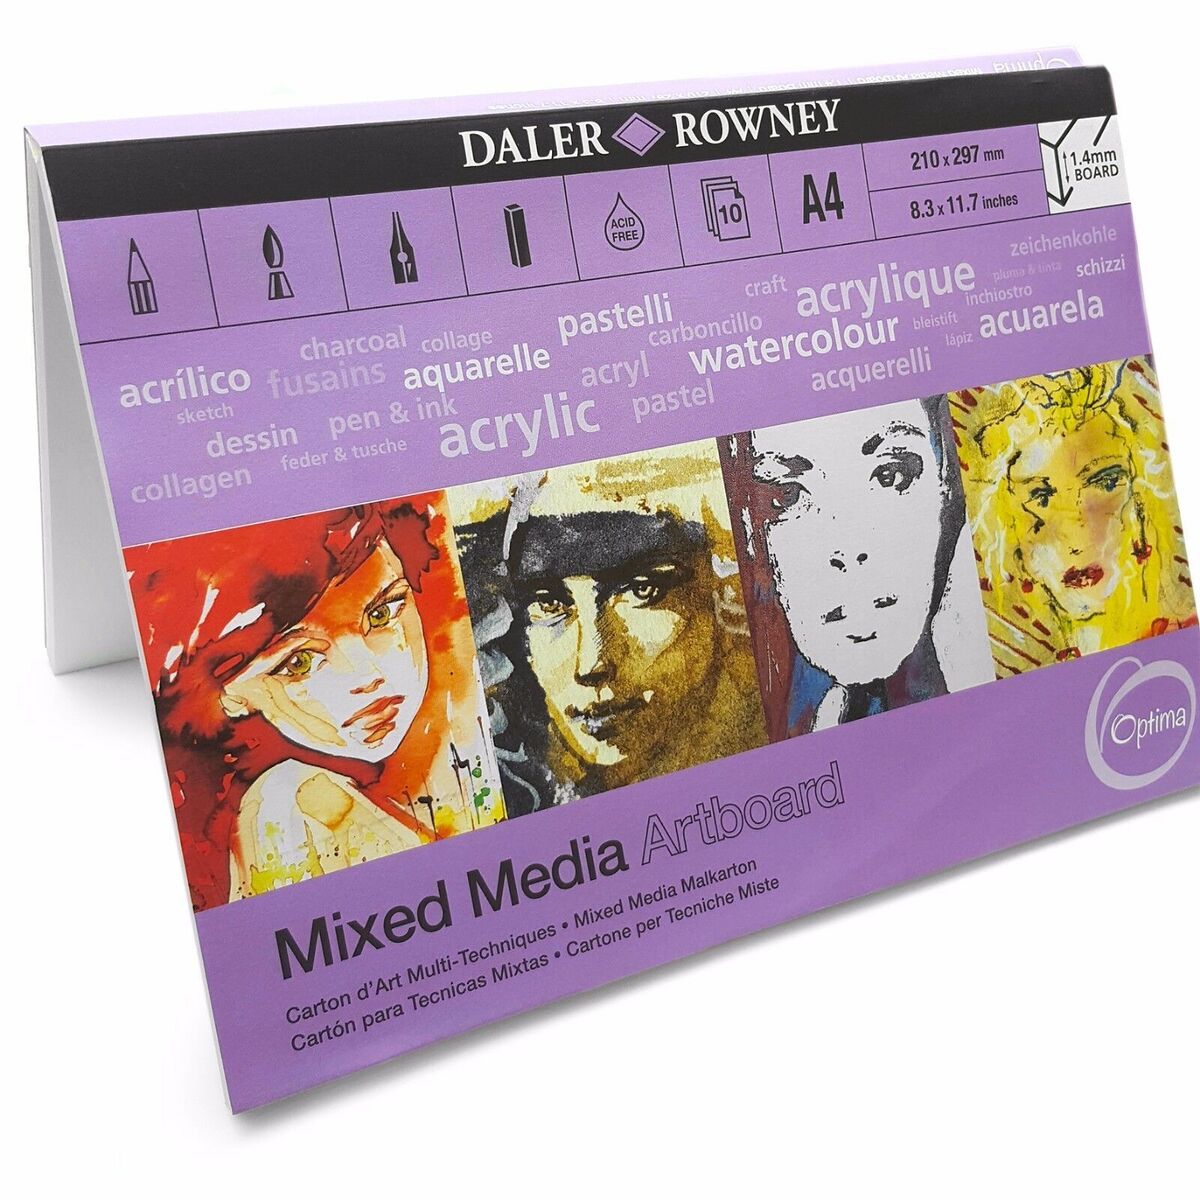 DALER ROWNEY
ACID FREE
10
A4
210 x 297 mm
8.3 x 11.7 inches
1.4mm
BOARD
zeichenkohle
craft
acrylique
pluma & tinta
schizzi
pastelli
inchiostro
charcoal
collage
carboncillo
watercolour
bleistift
acuarela
acrílico
fusains
aquarelle
acryl
lápiz
sketch
pen & ink
acrylic
pastel
acquerelli
dessin
collagen
feder & tusche
Optima
Mixed Media Artboard
Carton d'Art Multi-Techniques • Mixed Media Malkarton
Cartón para Tecnicas Mixtas • Cartone per Tecniche Miste